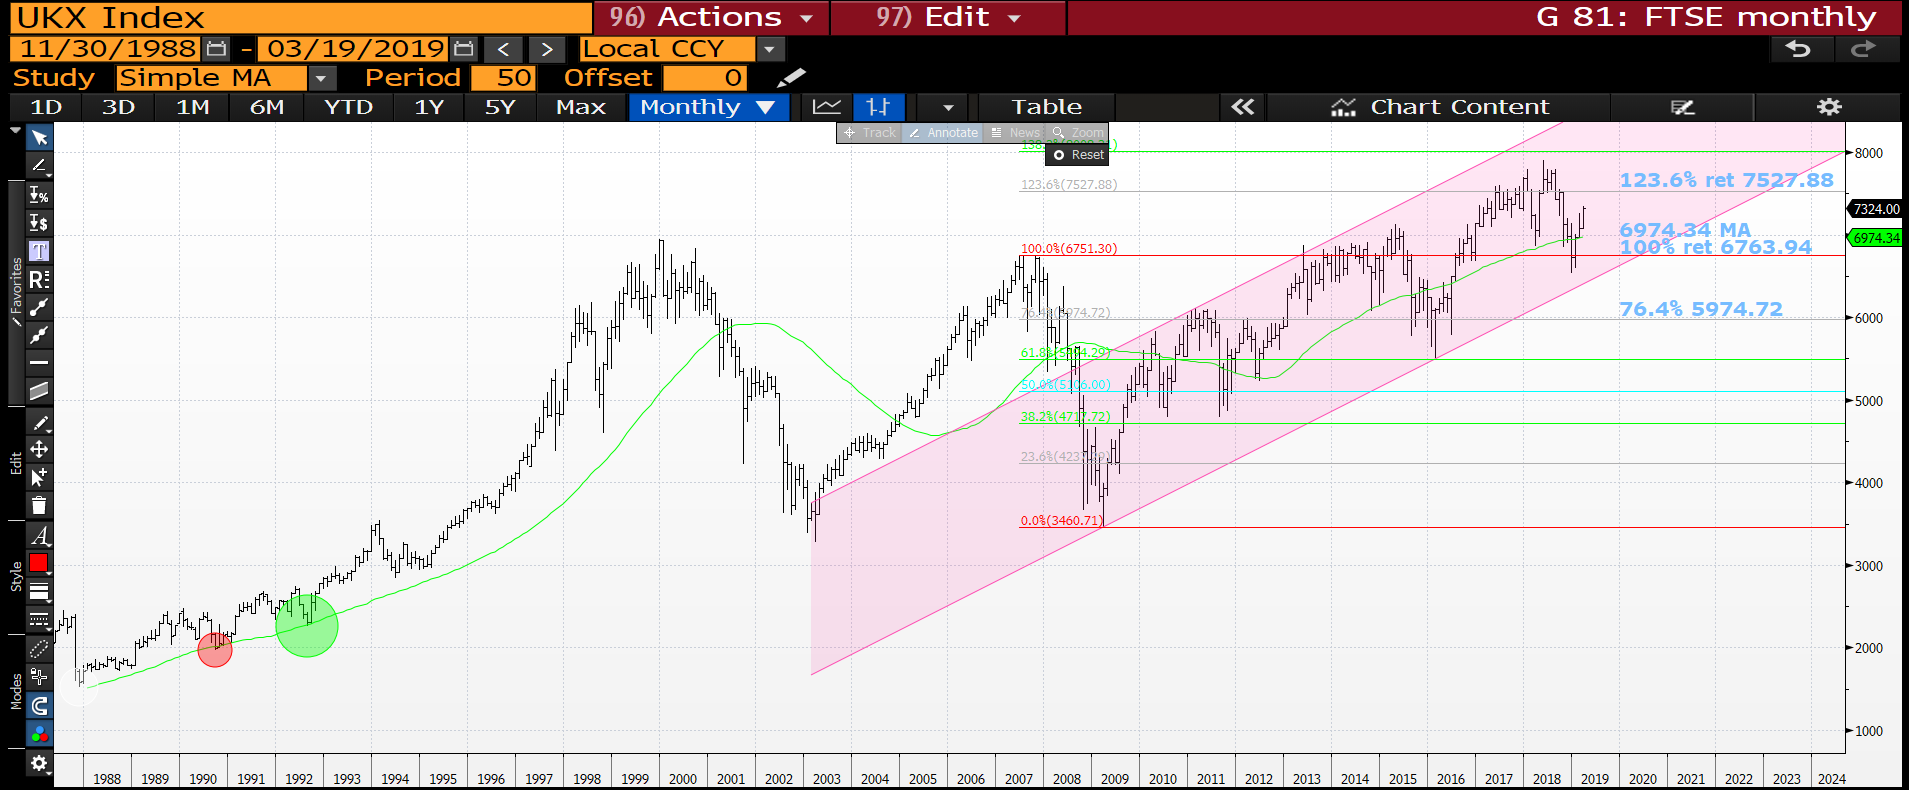 UKX Index 96) Actions 97) Edit G 81: FTSE monthly
11/30/1988 - 03/19/2019 < > Local CCY
Study Simple MA Period 50 Offset 0
1D 3D 1M 6M YTD 1Y 5Y Max Monthly Table Chart Content
Track Annotate News Zoom
Reset
123.6%(7527.88)
100.0%(6751.30)
61.8%(5494.29)
50.0%(5106.00)
38.2%(4717.72)
0.0%(3460.71)
123.6% ret 7527.88
6974.34 MA
100% ret 6763.94
76.4% 5974.72
8000
7324.00
6974.34
6000
5000
4000
3000
2000
1000
Favorites
Edit
Style
Modes
%
$
T
R
A
1988 1989 1990 1991 1992 1993 1994 1995 1996 1997 1998 1999 2000 2001 2002 2003 2004 2005 2006 2007 2008 2009 2010 2011 2012 2013 2014 2015 2016 2017 2018 2019 2020 2021 2022 2023 2024